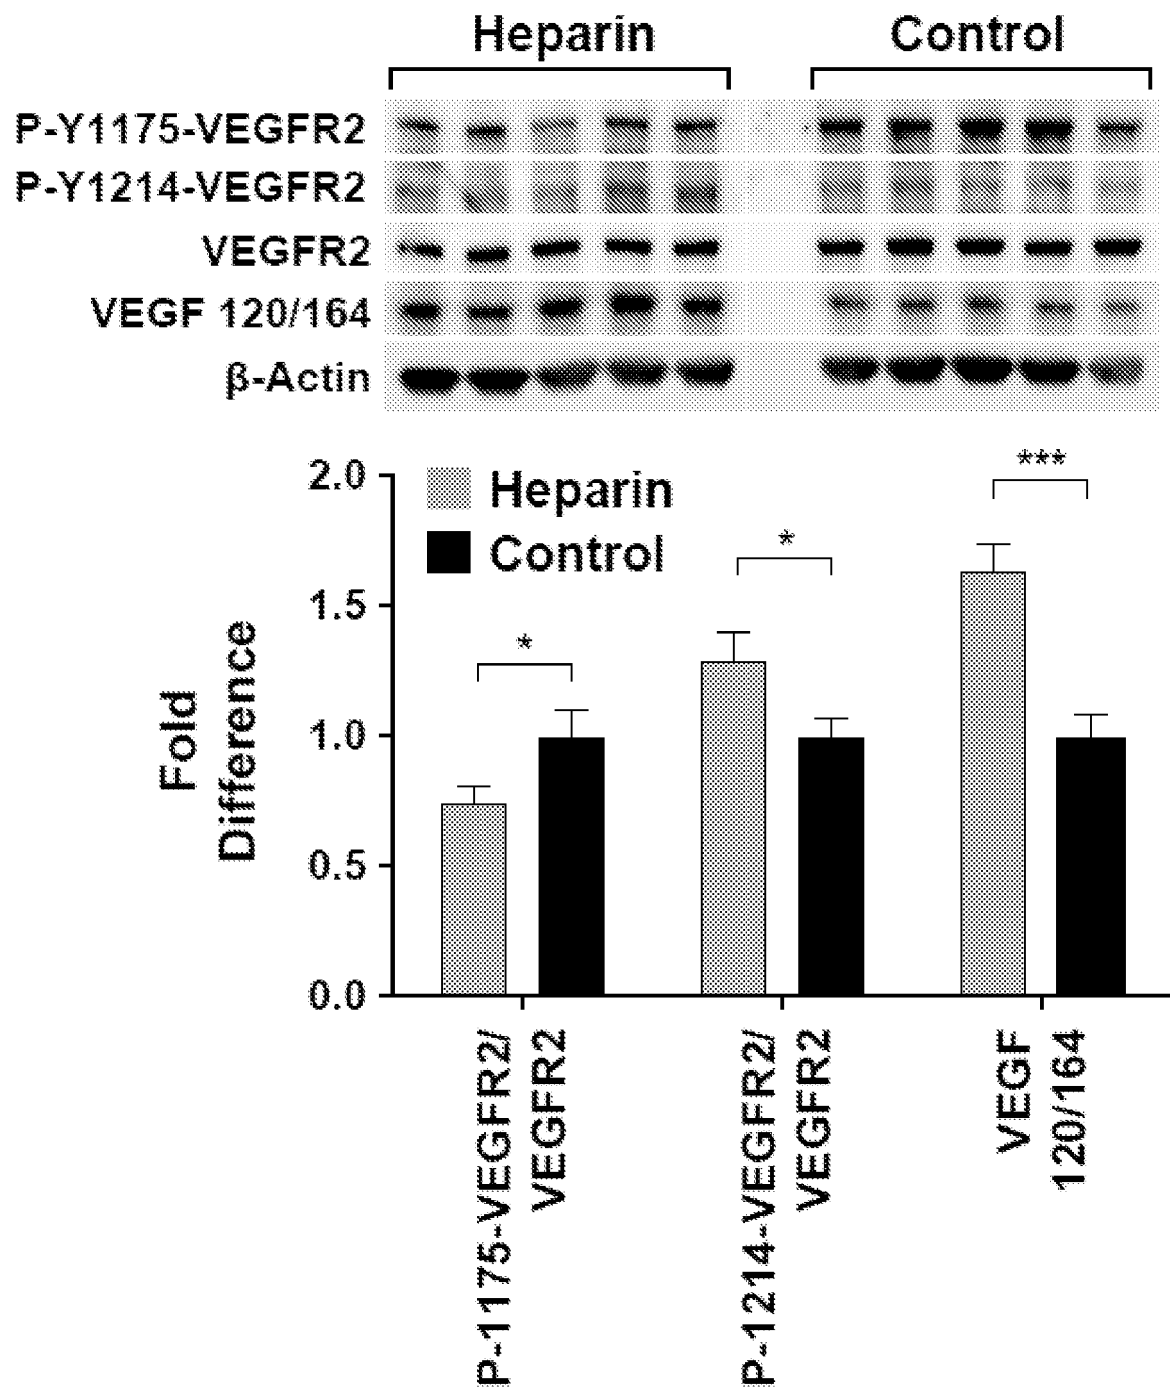 Heparin Control
P-Y1175-VEGFR2
P-Y1214-VEGFR2
VEGFR2
VEGF 120/164
β-Actin
2.0
1.5
1.0
0.5
0.0
Fold
Difference
Heparin
Control
*
*
***
P-1175-VEGFR2/
VEGFR2
P-1214-VEGFR2/
VEGFR2
VEGF
120/164